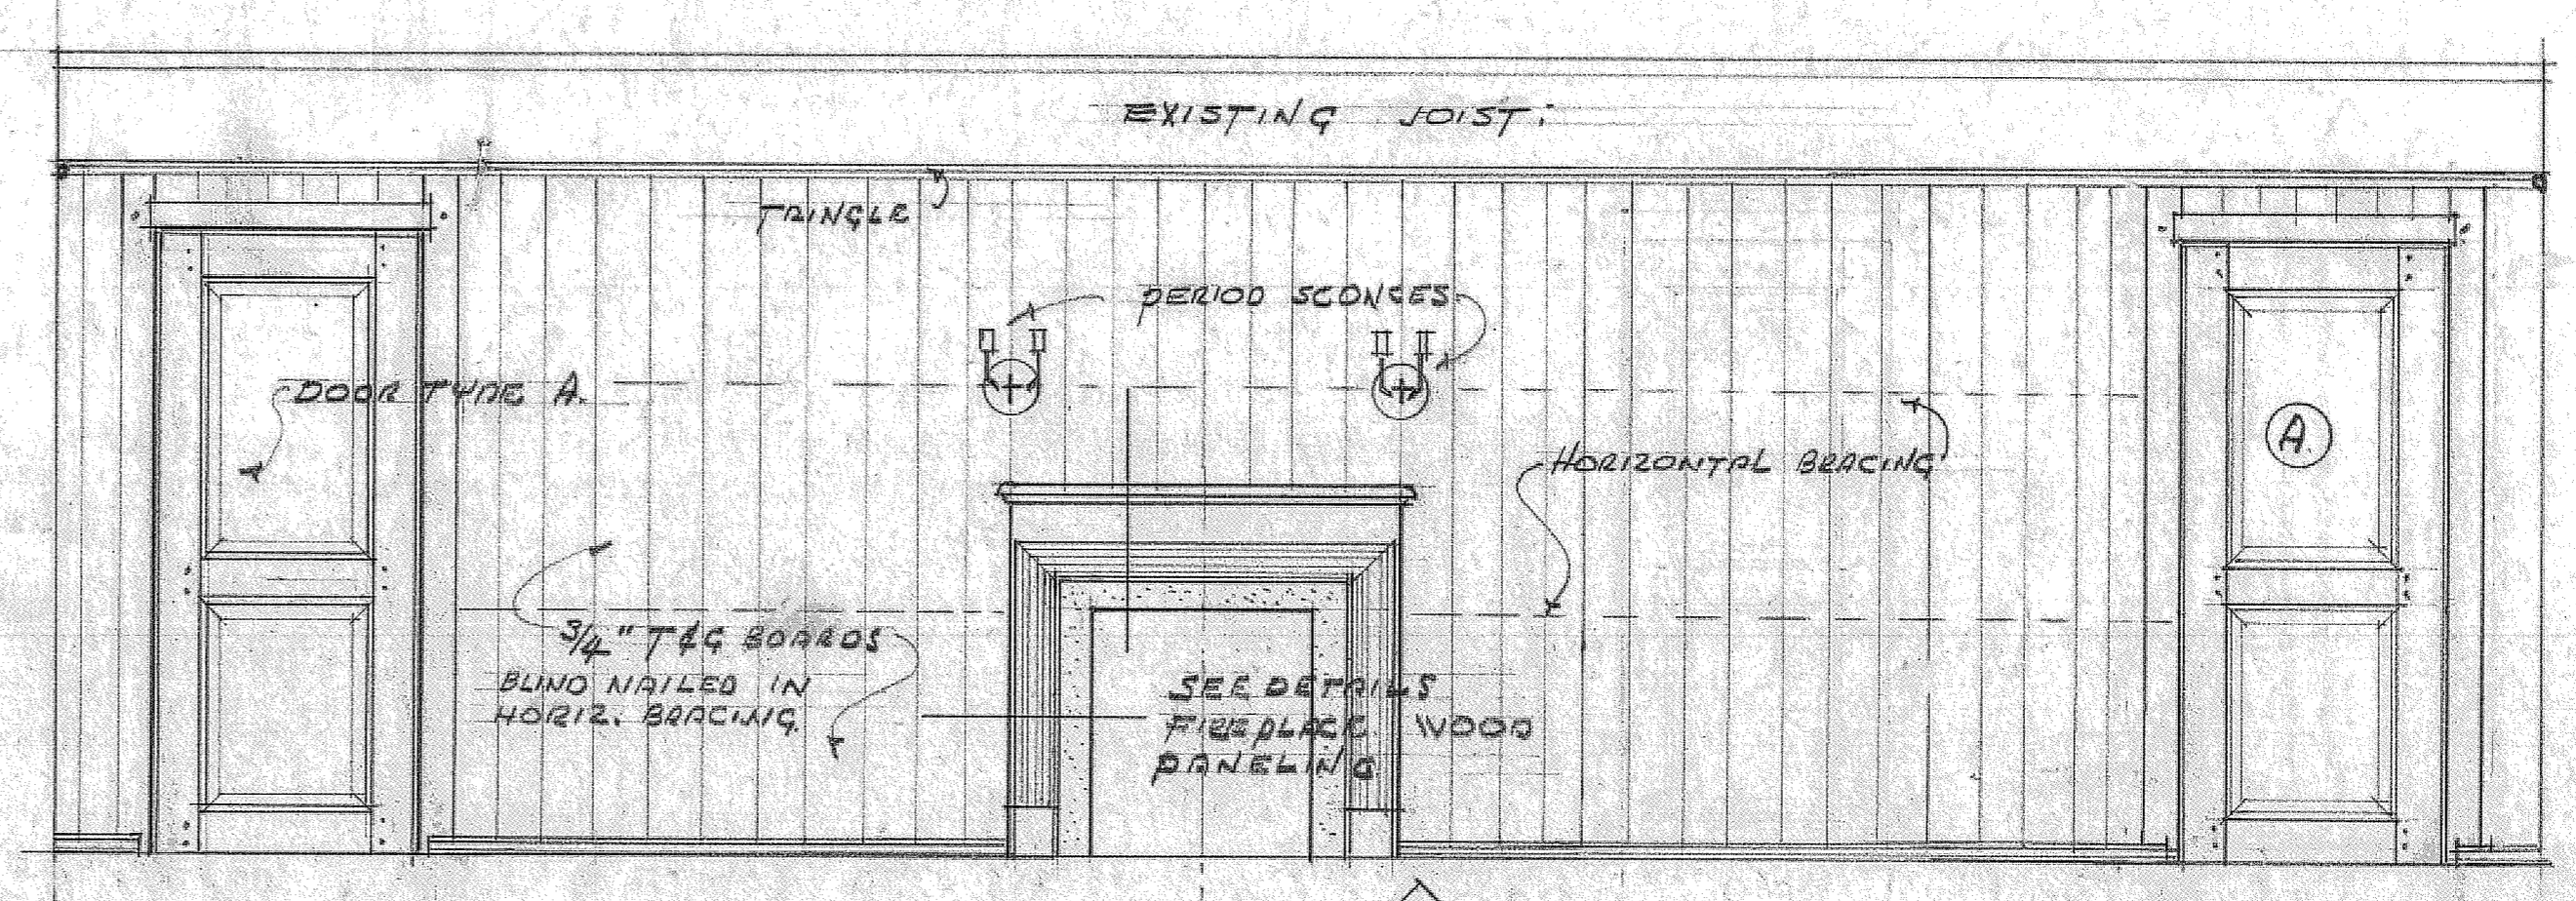 EXISTING JOIST.
TRINGLE
PERIOD SCONCES
DOOR TYPE A.
A.
HORIZONTAL BRACING
3/4" T&G BOARDS
BLIND NAILED IN
HORIZ. BRACING.
SEE DETAILS
FIREPLACE WOOD
PANELING